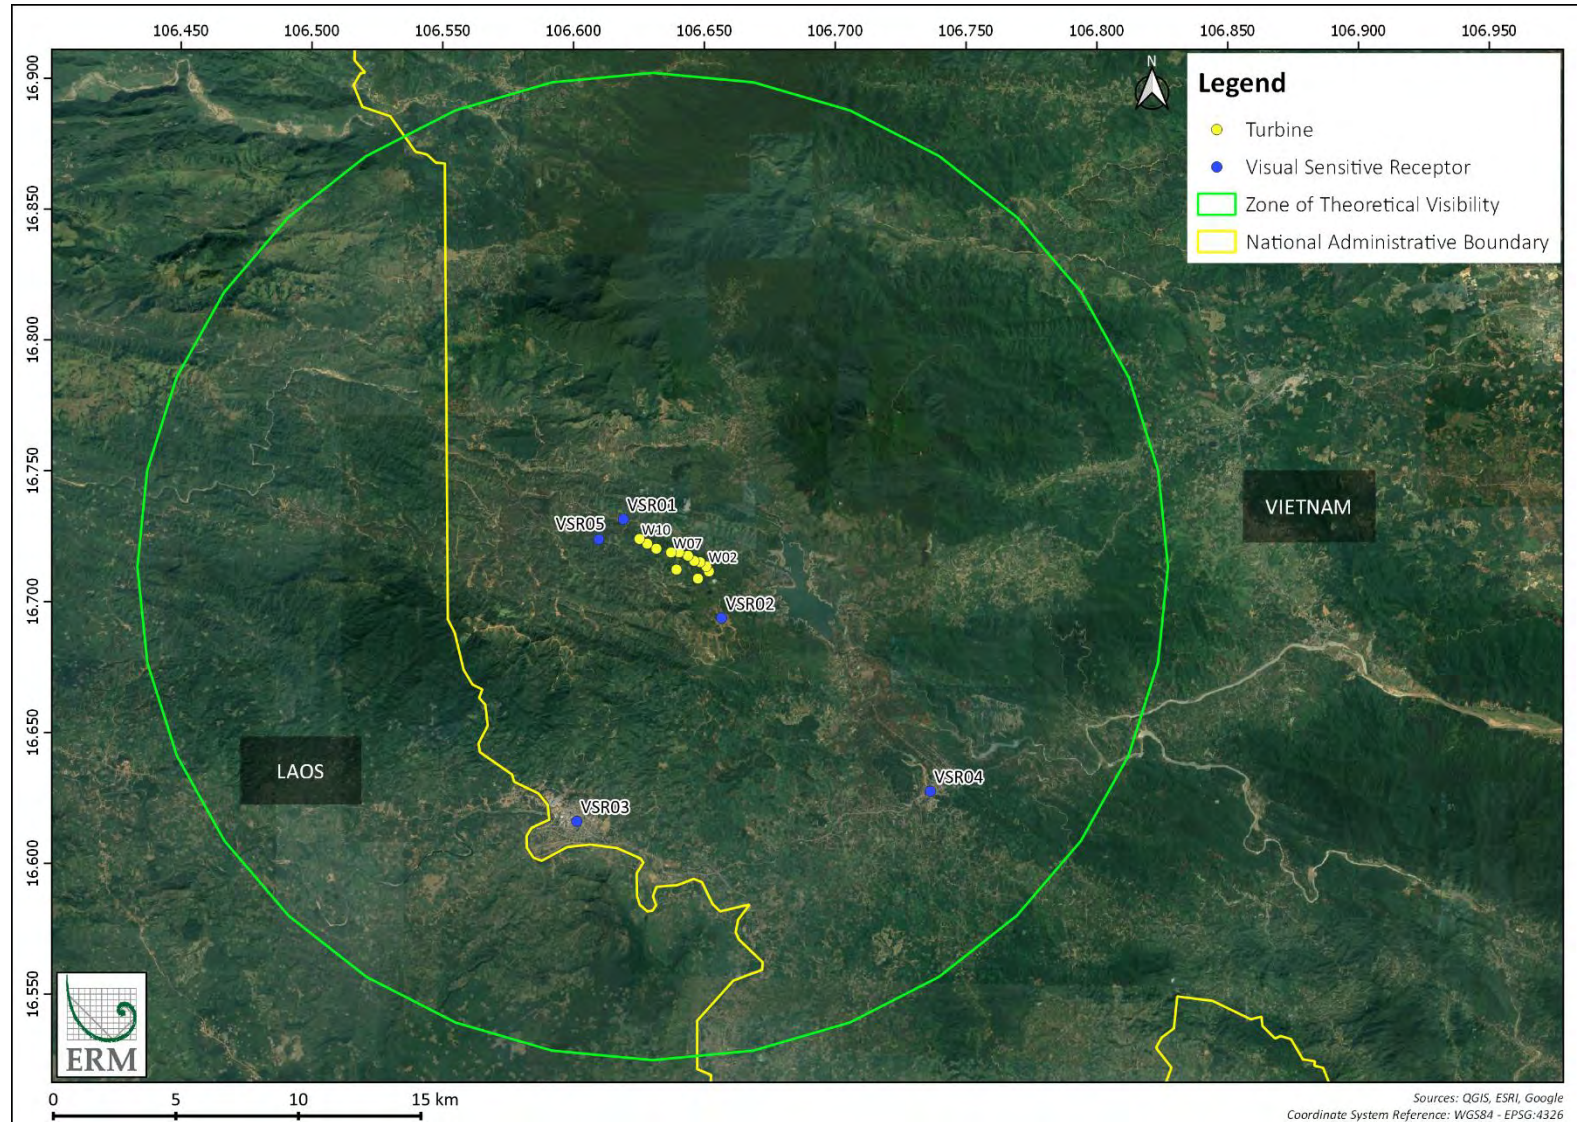 106.450 106.500 106.550 106.600 106.650 106.700 106.750 106.800 106.850 106.900 106.950
16.900
16.850
16.800
16.750
16.700
16.650
16.600
16.550
N
Legend
Turbine
Visual Sensitive Receptor
Zone of Theoretical Visibility
National Administrative Boundary
VIETNAM
VSR01
VSR05
W10
W07
W02
VSR02
LAOS
VSR04
VSR03
ERM
0 5 10 15 km
Sources: QGIS, ESRI, Google
Coordinate System Reference: WGS84 - EPSG:4326